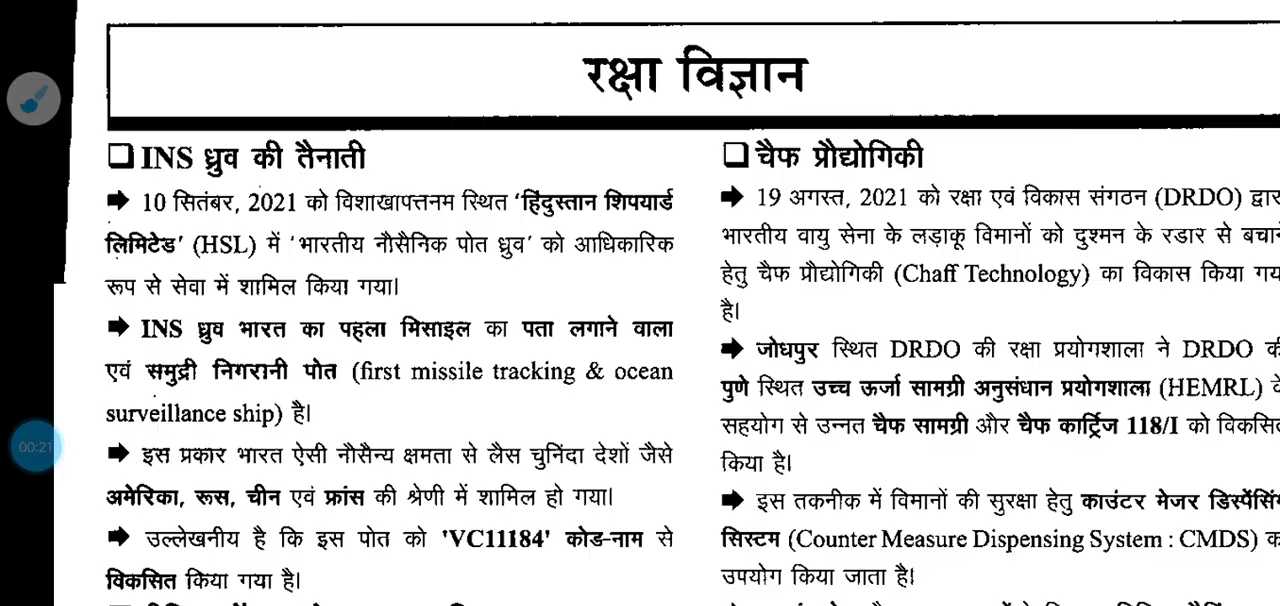 रक्षा विज्ञान
❑ INS ध्रुव की तैनाती
➡ 10 सितंबर, 2021 को विशाखापत्तनम स्थित 'हिंदुस्तान शिपयार्ड
लिमिटेड' (HSL) में 'भारतीय नौसैनिक पोत ध्रुव' को आधिकारिक
रूप से सेवा में शामिल किया गया।
➡ INS ध्रुव भारत का पहला मिसाइल का पता लगाने वाला
एवं समुद्री निगरानी पोत (first missile tracking & ocean
surveillance ship) है।
➡ इस प्रकार भारत ऐसी नौसैन्य क्षमता से लैस चुनिंदा देशों जैसे
अमेरिका, रूस, चीन एवं फ्रांस की श्रेणी में शामिल हो गया।
➡ उल्लेखनीय है कि इस पोत को 'VC11184' कोड-नाम से
विकसित किया गया है।
❑ चैफ प्रौद्योगिकी
➡ 19 अगस्त, 2021 को रक्षा एवं विकास संगठन (DRDO)
भारतीय वायु सेना के लड़ाकू विमानों को दुश्मन के रडार से
हेतु चैफ प्रौद्योगिकी (Chaff Technology) का विकास किया
है।
➡ जोधपुर स्थित DRDO की रक्षा प्रयोगशाला ने DRDO
पुणे स्थित उच्च ऊर्जा सामग्री अनुसंधान प्रयोगशाला (HEMRL)
सहयोग से उन्नत चैफ सामग्री और चैफ कार्ट्रिज 118/I को
किया है।
➡ इस तकनीक में विमानों की सुरक्षा हेतु काउंटर मेजर
सिस्टम (Counter Measure Dispensing System : CMDS)
उपयोग किया जाता है।
00:21